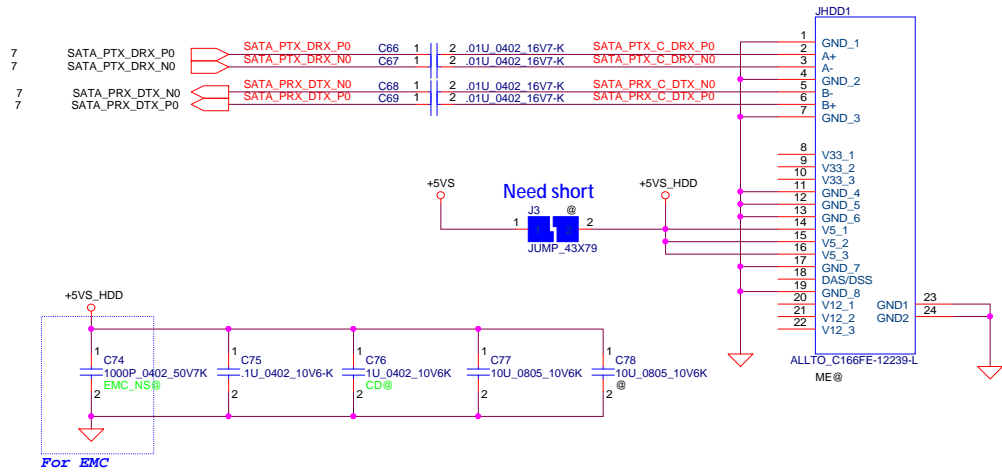 JHDD1
7 SATA_PTX_DRX_P0 SATA_PTX_DRX_P0 C66 1 2 .01U_0402_16V7-K SATA_PTX_C_DRX_P0
7 SATA_PTX_DRX_N0 SATA_PTX_DRX_N0 C67 1 2 .01U_0402_16V7-K SATA_PTX_C_DRX_N0
7 SATA_PRX_DTX_N0 SATA_PRX_DTX_N0 C68 1 2 .01U_0402_16V7-K SATA_PRX_C_DTX_N0
7 SATA_PRX_DTX_P0 SATA_PRX_DTX_P0 C69 1 2 .01U_0402_16V7-K SATA_PRX_C_DTX_P0
1 GND_1
2 A+
3 A-
4 GND_2
5 B-
6 B+
7 GND_3
8 V33_1
9 V33_2
10 V33_3
11 GND_4
12 GND_5
13 GND_6
14 V5_1
15 V5_2
16 V5_3
17 GND_7
18 DAS/DSS
19 GND_8
20 V12_1
21 V12_2
22 V12_3
GND1 23
GND2 24
ALLTO_C166FE-12239-L
ME@
+5VS Need short +5VS_HDD
J3 @
1 1 2 2
JUMP_43X79
+5VS_HDD
1 C74 1000P_0402_50V7K EMC_NS@ 2
1 C75 .1U_0402_10V6-K 2
1 C76 1U_0402_10V6K CD@ 2
1 C77 10U_0805_10V6K 2
1 C78 10U_0805_10V6K @ 2
For EMC